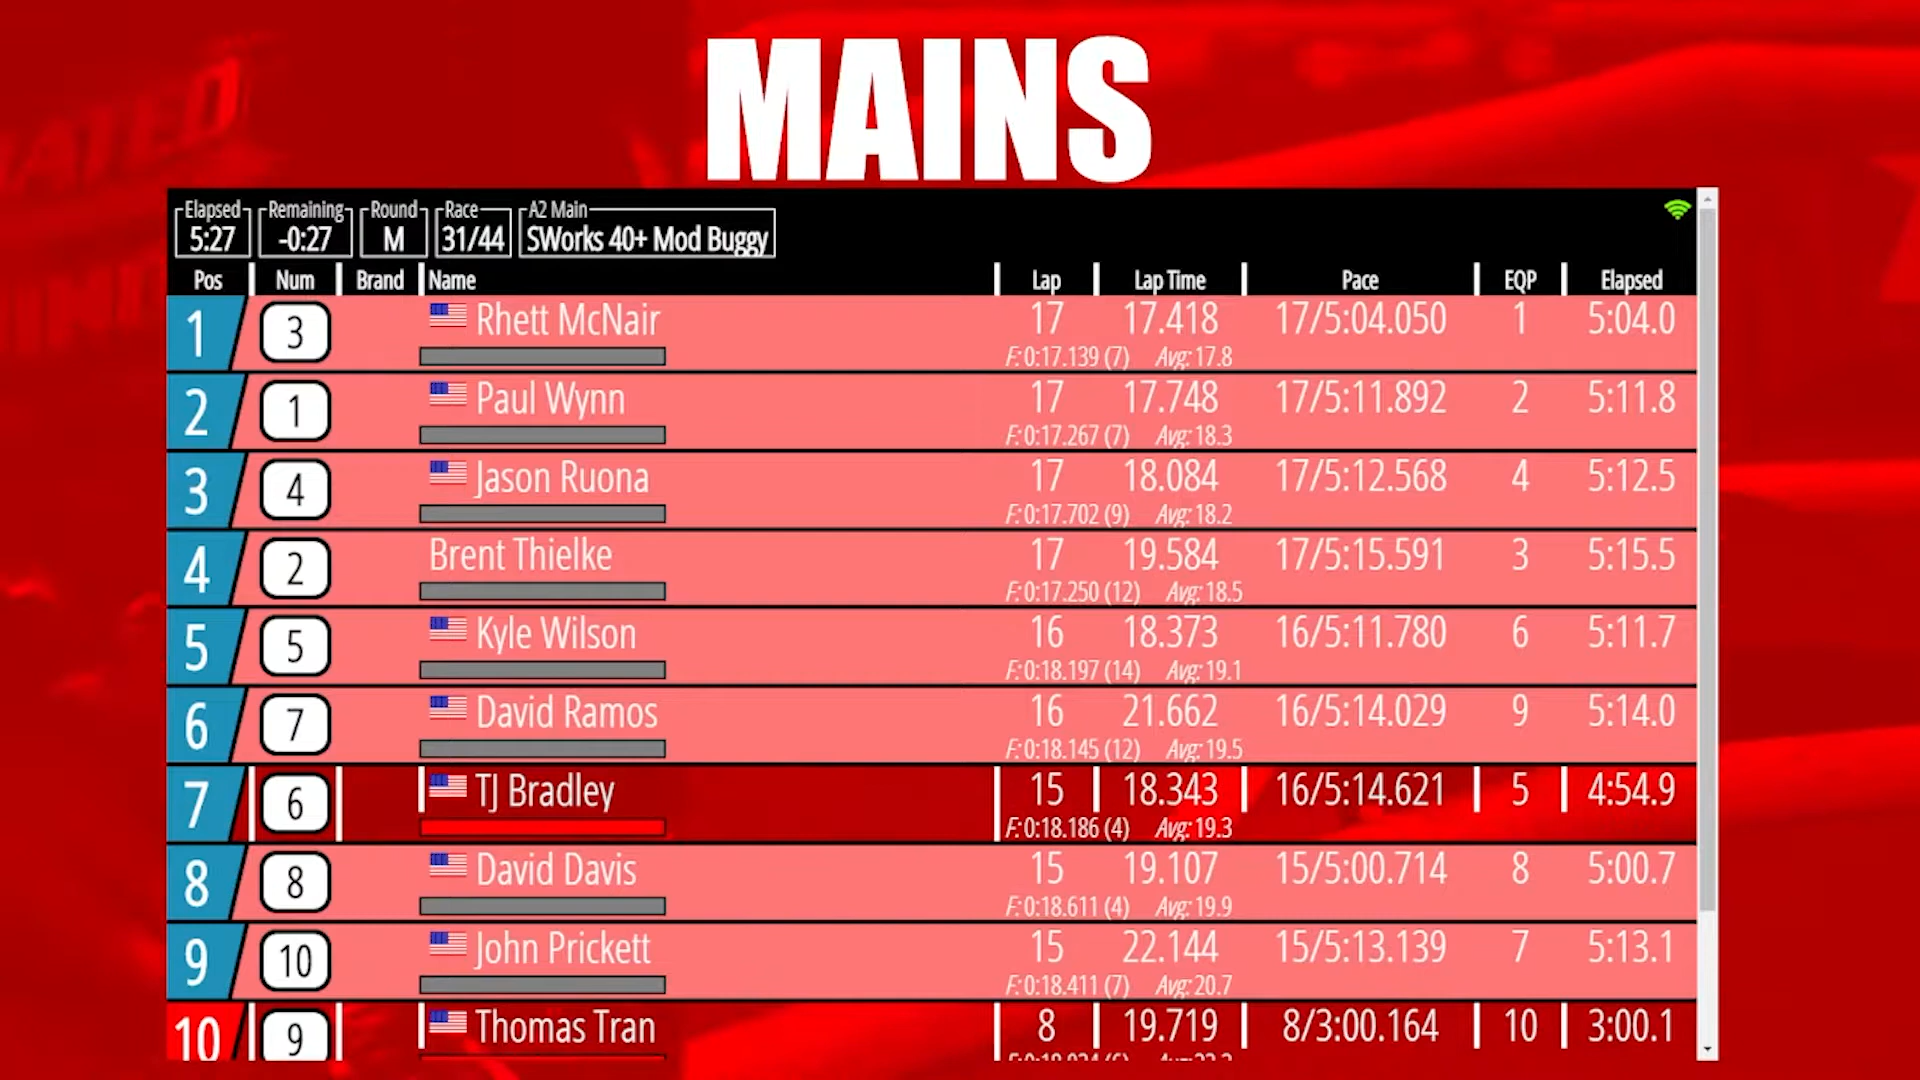 MAINS
Elapsed Remaining Round Race A2 Main
5:27 -0:27 M 31/44 SWorks 40+ Mod Buggy
Pos Num Brand Name Lap Lap Time Pace EQP Elapsed
1 3 Rhett McNair 17 17.418 17/5:04.050 1 5:04.0
F: 0:17.139 (7) Avg: 17.8
2 1 Paul Wynn 17 17.748 17/5:11.892 2 5:11.8
F: 0:17.267 (7) Avg: 18.3
3 4 Jason Ruona 17 18.084 17/5:12.568 4 5:12.5
F: 0:17.702 (9) Avg: 18.2
4 2 Brent Thielke 17 19.584 17/5:15.591 3 5:15.5
F: 0:17.250 (12) Avg: 18.5
5 5 Kyle Wilson 16 18.373 16/5:11.780 6 5:11.7
F: 0:18.197 (14) Avg: 19.1
6 7 David Ramos 16 21.662 16/5:14.029 9 5:14.0
F: 0:18.145 (12) Avg: 19.5
7 6 TJ Bradley 15 18.343 16/5:14.621 5 4:54.9
F: 0:18.186 (4) Avg: 19.3
8 8 David Davis 15 19.107 15/5:00.714 8 5:00.7
F: 0:18.611 (4) Avg: 19.9
9 10 John Prickett 15 22.144 15/5:13.139 7 5:13.1
F: 0:18.411 (7) Avg: 20.7
10 9 Thomas Tran 8 19.719 8/3:00.164 10 3:00.1